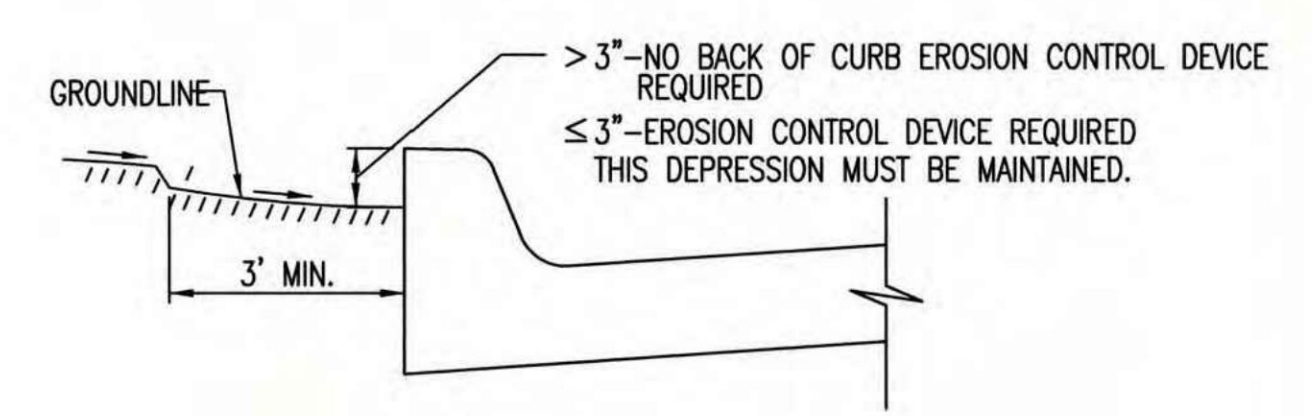 > 3"-NO BACK OF CURB EROSION CONTROL DEVICE
REQUIRED
GROUNDLINE
≤ 3"-EROSION CONTROL DEVICE REQUIRED
THIS DEPRESSION MUST BE MAINTAINED.
3' MIN.